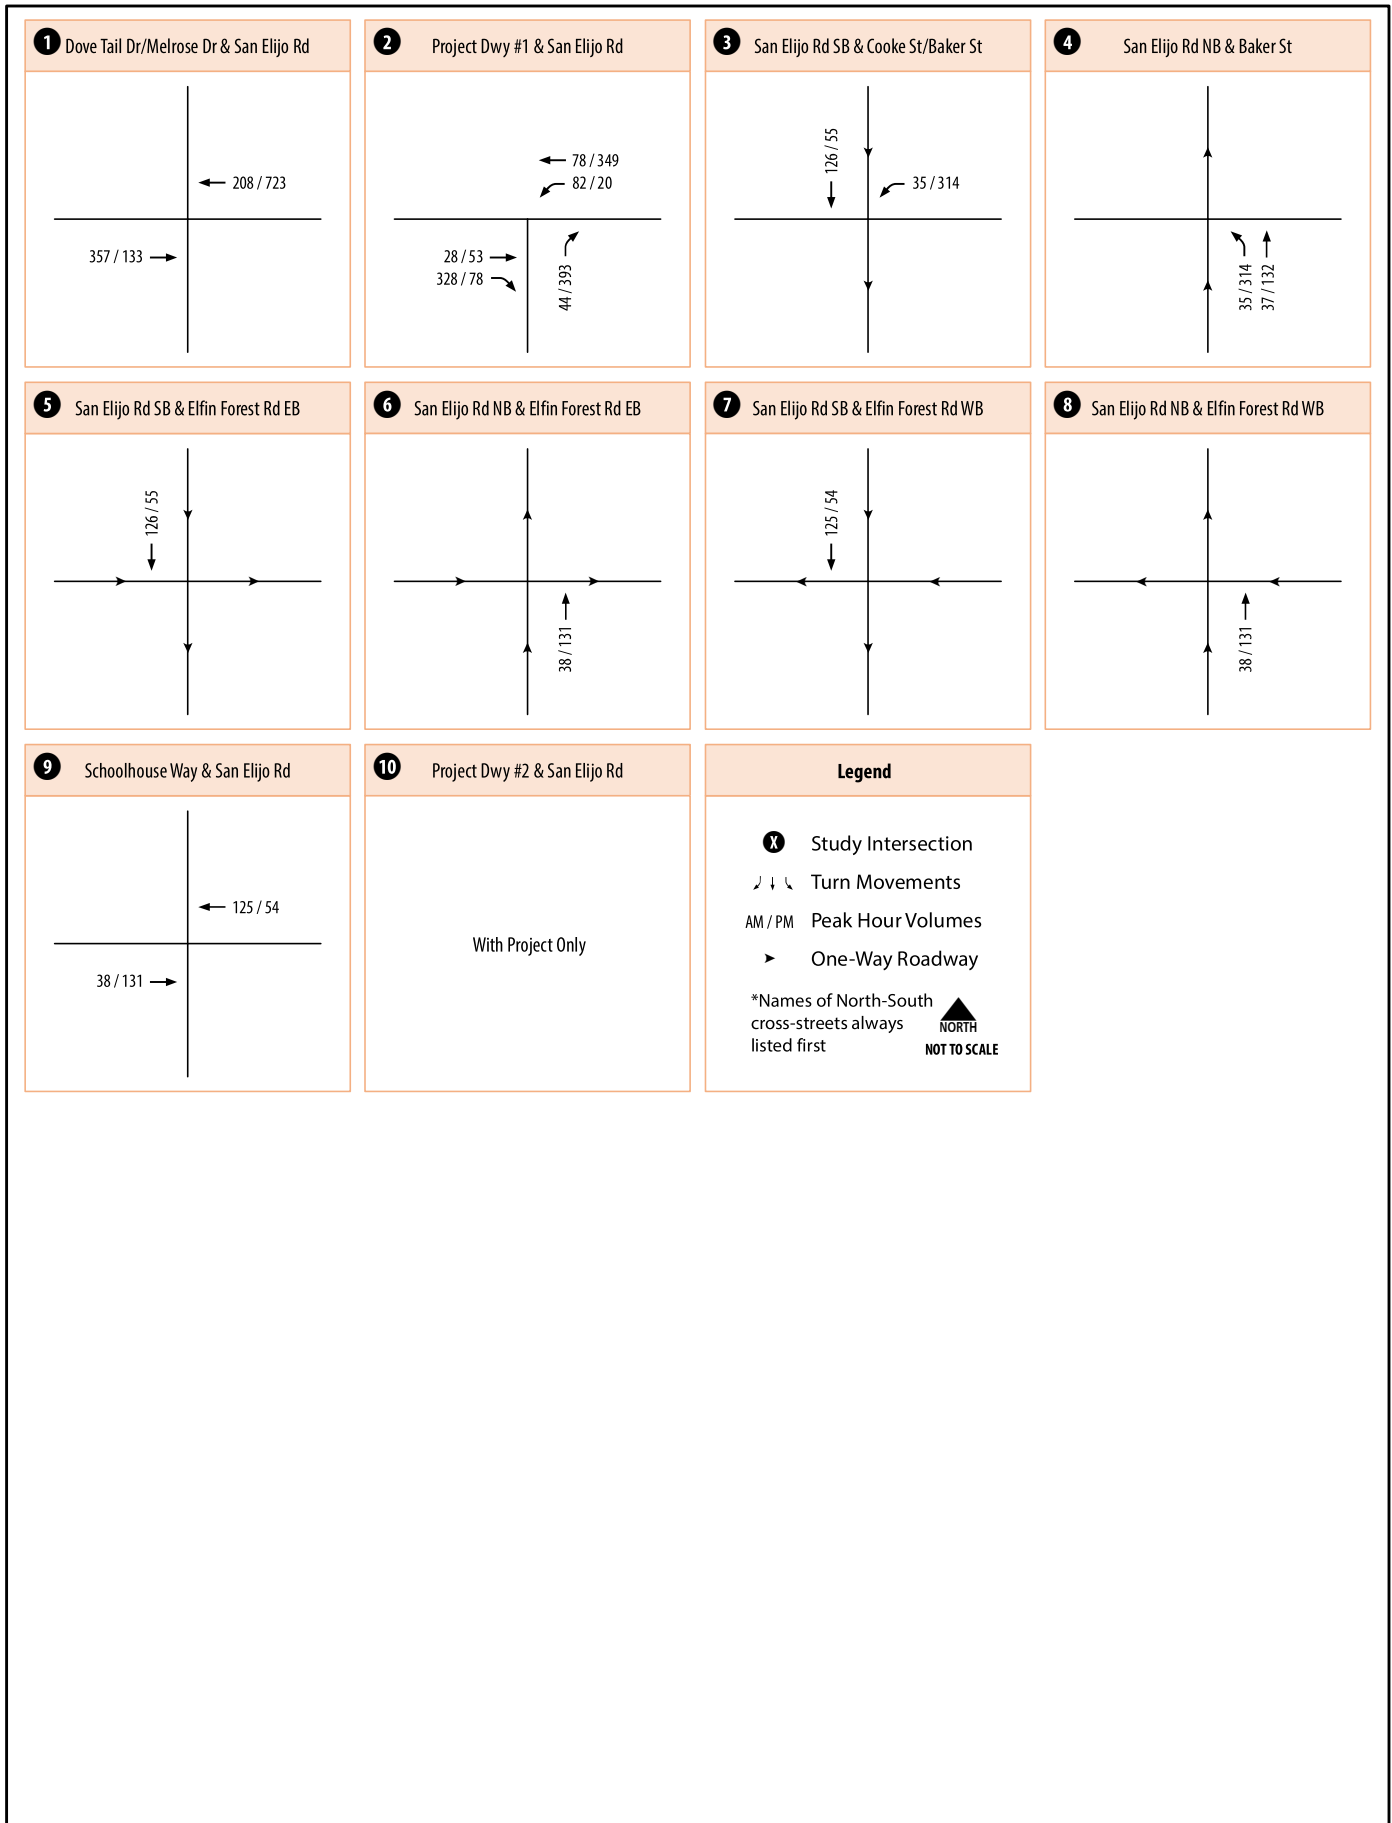 1 Dove Tail Dr/Melrose Dr & San Elijo Rd
208 / 723
357 / 133
2 Project Dwy #1 & San Elijo Rd
78 / 349
82 / 20
28 / 53
328 / 78
44 / 393
3 San Elijo Rd SB & Cooke St/Baker St
126 / 55
35 / 314
4 San Elijo Rd NB & Baker St
35 / 314
37 / 132
5 San Elijo Rd SB & Elfin Forest Rd EB
126 / 55
6 San Elijo Rd NB & Elfin Forest Rd EB
38 / 131
7 San Elijo Rd SB & Elfin Forest Rd WB
125 / 54
8 San Elijo Rd NB & Elfin Forest Rd WB
38 / 131
9 Schoolhouse Way & San Elijo Rd
125 / 54
38 / 131
10 Project Dwy #2 & San Elijo Rd
With Project Only
Legend
X Study Intersection
Turn Movements
AM / PM Peak Hour Volumes
One-Way Roadway
*Names of North-South
cross-streets always
listed first
NORTH
NOT TO SCALE